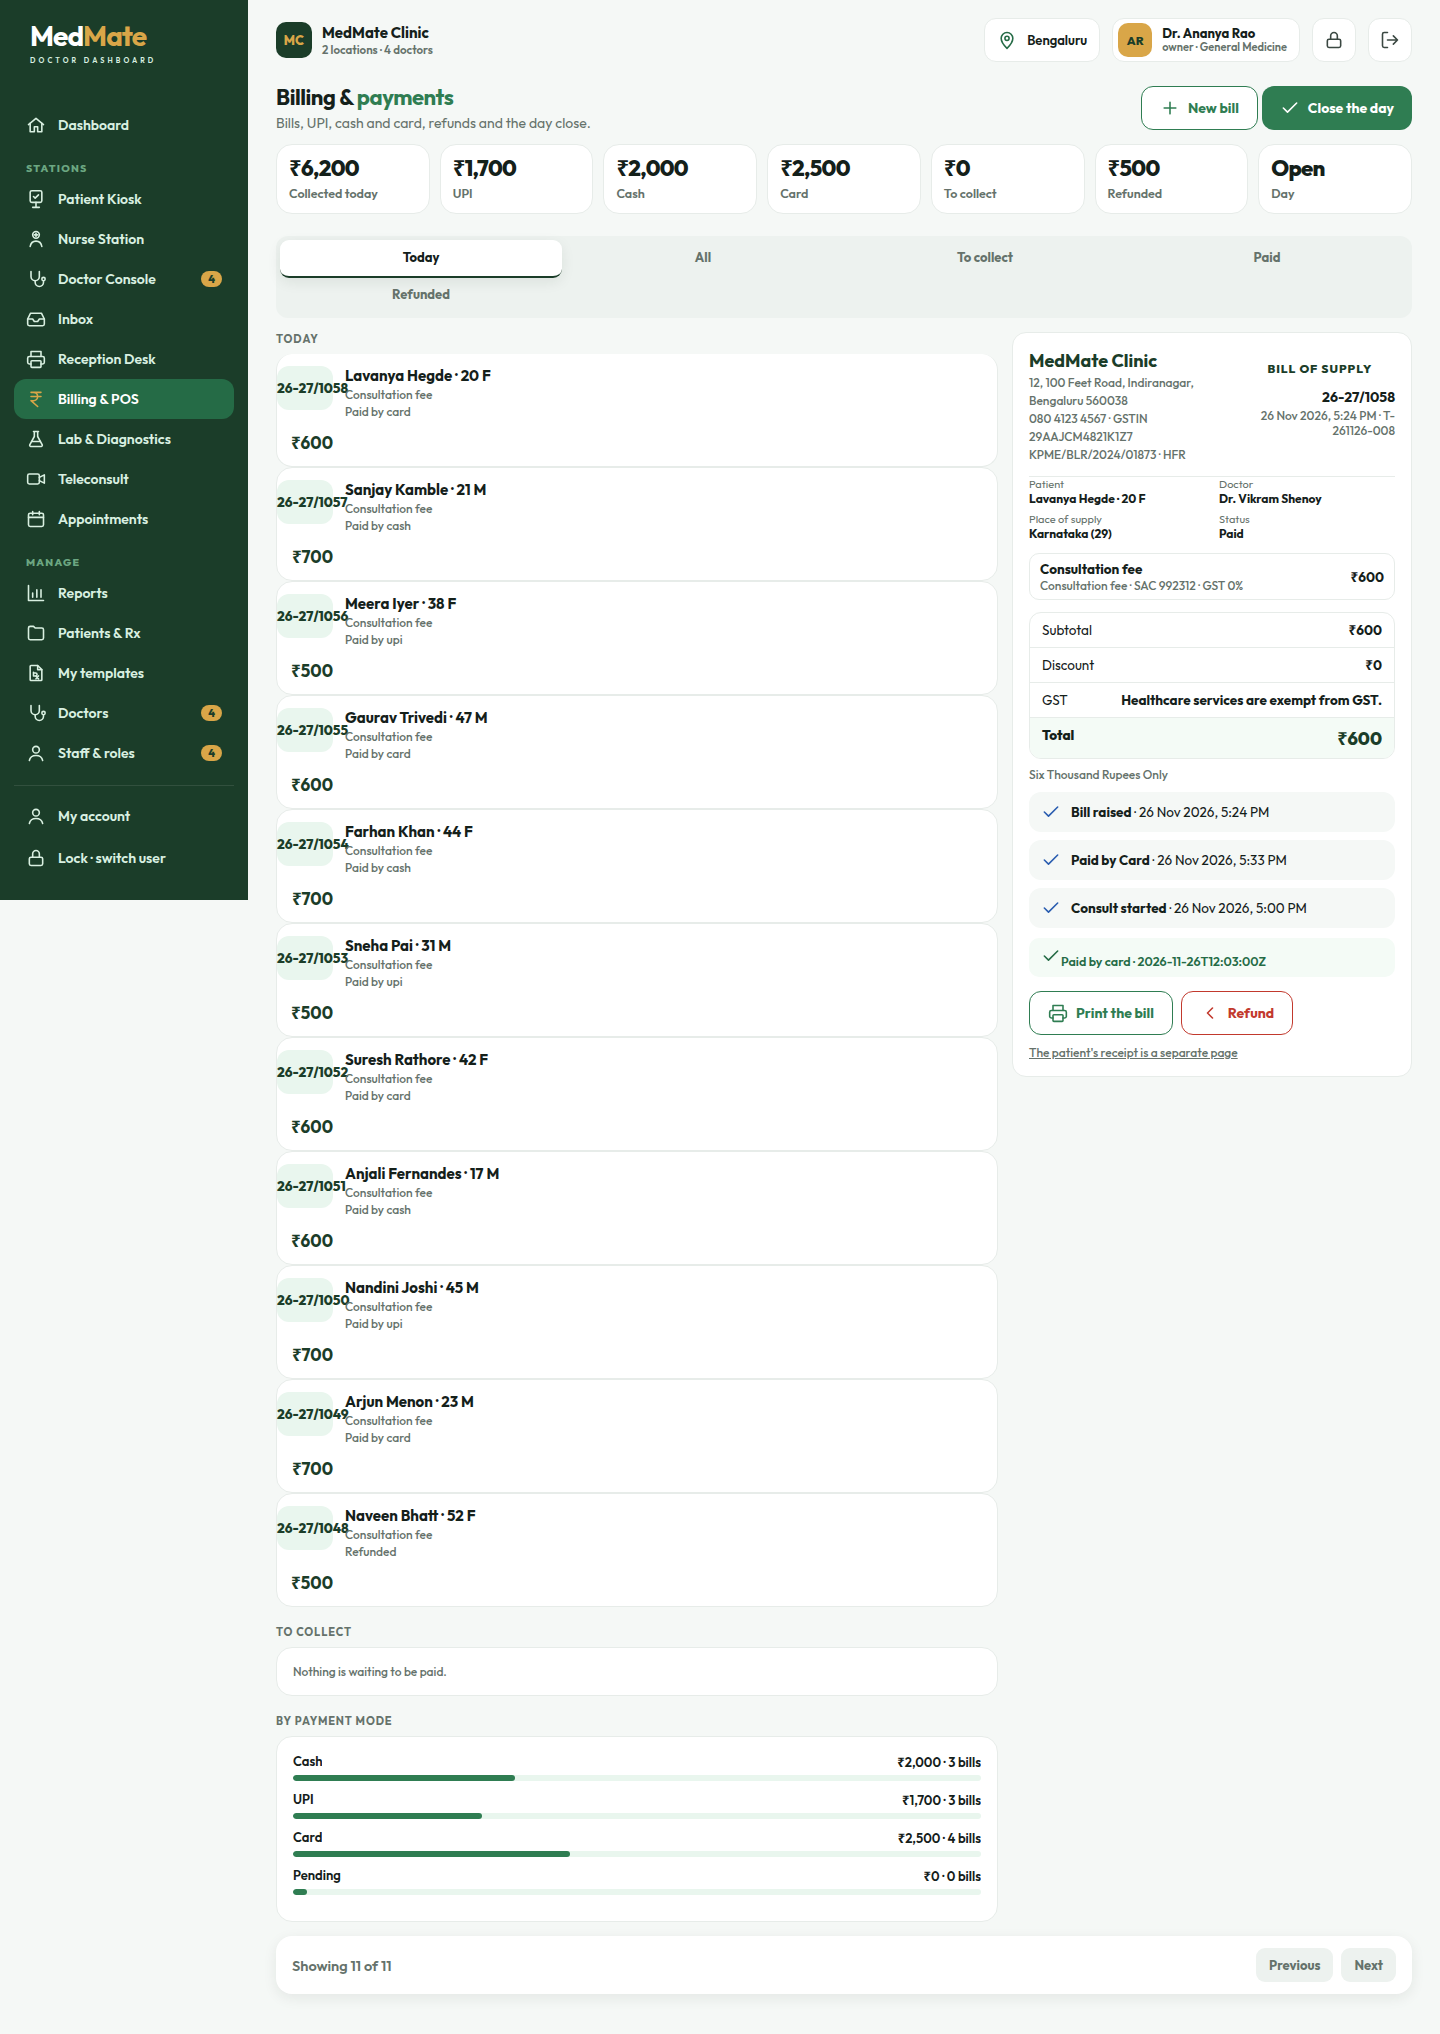 MedMate
DOCTOR DASHBOARD
Dashboard
STATIONS
Patient Kiosk
Nurse Station
Doctor Console 4
Inbox
Reception Desk
Billing & POS
Lab & Diagnostics
Teleconsult
Appointments
MANAGE
Reports
Patients & Rx
My templates
Doctors 4
Staff & roles 4
My account
Lock · switch user
MC
MedMate Clinic
2 locations · 4 doctors
Bengaluru
AR
Dr. Ananya Rao
owner · General Medicine
Billing & payments
Bills, UPI, cash and card, refunds and the day close.
New bill
Close the day
₹6,200
Collected today
₹1,700
UPI
₹2,000
Cash
₹2,500
Card
₹0
To collect
₹500
Refunded
Open
Day
Today
All
To collect
Paid
Refunded
TODAY
26-27/1058
Lavanya Hegde · 20 F
Consultation fee
Paid by card
₹600
26-27/1057
Sanjay Kamble · 21 M
Consultation fee
Paid by cash
₹700
26-27/1056
Meera Iyer · 38 F
Consultation fee
Paid by upi
₹500
26-27/1055
Gaurav Trivedi · 47 M
Consultation fee
Paid by card
₹600
26-27/1054
Farhan Khan · 44 F
Consultation fee
Paid by cash
₹700
26-27/1053
Sneha Pai · 31 M
Consultation fee
Paid by upi
₹500
26-27/1052
Suresh Rathore · 42 F
Consultation fee
Paid by card
₹600
26-27/1051
Anjali Fernandes · 17 M
Consultation fee
Paid by cash
₹600
26-27/1050
Nandini Joshi · 45 M
Consultation fee
Paid by upi
₹700
26-27/1049
Arjun Menon · 23 M
Consultation fee
Paid by card
₹700
26-27/1048
Naveen Bhatt · 52 F
Consultation fee
Refunded
₹500
TO COLLECT
Nothing is waiting to be paid.
BY PAYMENT MODE
Cash ₹2,000 · 3 bills
UPI ₹1,700 · 3 bills
Card ₹2,500 · 4 bills
Pending ₹0 · 0 bills
MedMate Clinic
12, 100 Feet Road, Indiranagar,
Bengaluru 560038
080 4123 4567 · GSTIN
29AAJCM4821K1Z7
KPME/BLR/2024/01873 · HFR
BILL OF SUPPLY
26-27/1058
26 Nov 2026, 5:24 PM · T-
261126-008
Patient
Lavanya Hegde · 20 F
Doctor
Dr. Vikram Shenoy
Place of supply
Karnataka (29)
Status
Paid
Consultation fee
Consultation fee · SAC 992312 · GST 0%
₹600
Subtotal ₹600
Discount ₹0
GST Healthcare services are exempt from GST.
Total ₹600
Six Thousand Rupees Only
Bill raised · 26 Nov 2026, 5:24 PM
Paid by Card · 26 Nov 2026, 5:33 PM
Consult started · 26 Nov 2026, 5:00 PM
Paid by card · 2026-11-26T12:03:00Z
Print the bill
Refund
The patient's receipt is a separate page
Showing 11 of 11
Previous
Next